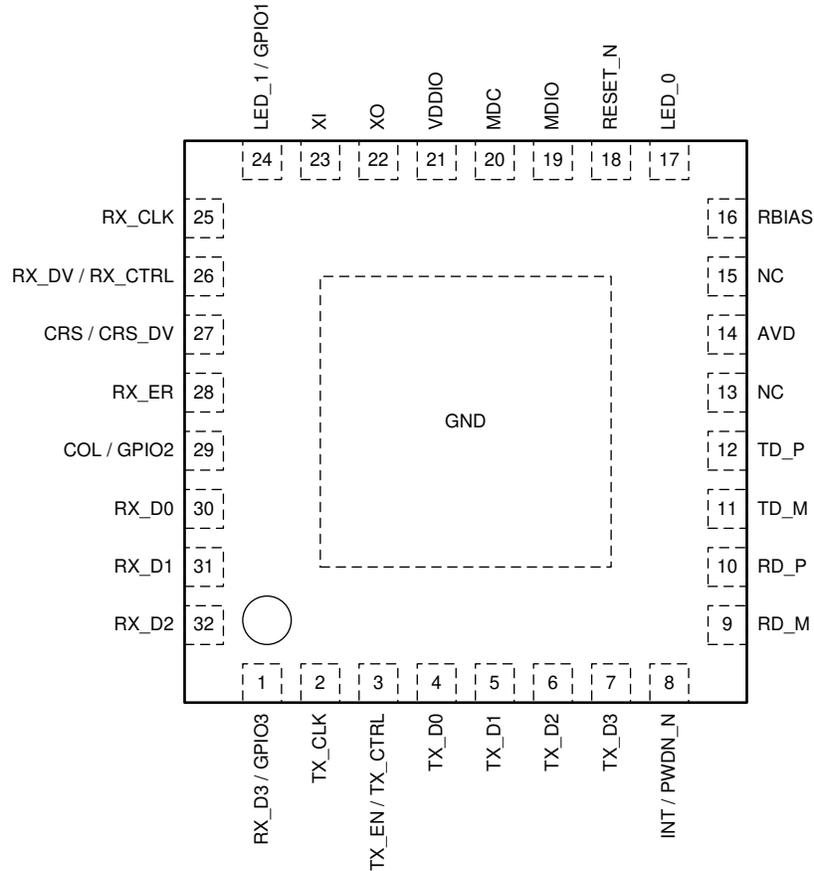 LED_1 / GPIO1
XI
XO
VDDIO
MDC
MDIO
RESET_N
LED_0
24
23
22
21
20
19
18
17
RX_CLK 25
16 RBIAS
RX_DV / RX_CTRL 26
15 NC
CRS / CRS_DV 27
14 AVD
RX_ER 28
13 NC
GND
COL / GPIO2 29
12 TD_P
RX_D0 30
11 TD_M
RX_D1 31
10 RD_P
RX_D2 32
9 RD_M
1
2
3
4
5
6
7
8
RX_D3 / GPIO3
TX_CLK
TX_EN / TX_CTRL
TX_D0
TX_D1
TX_D2
TX_D3
INT / PWDN_N